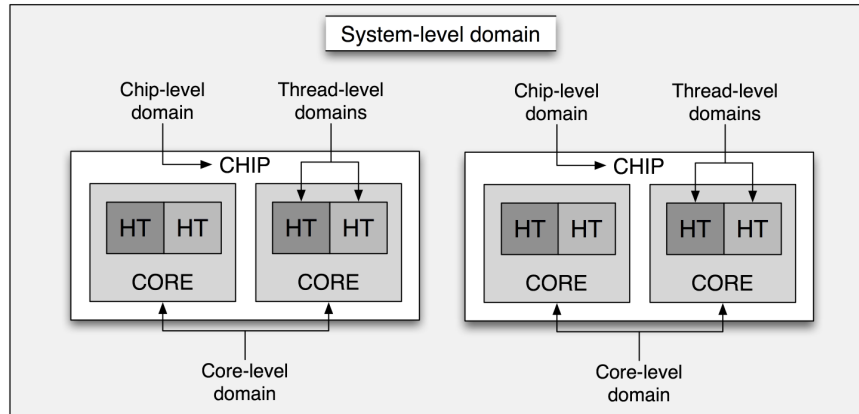 System-level domain
Chip-level
domain
Thread-level
domains
Chip-level
domain
Thread-level
domains
CHIP
CHIP
HT HT
HT HT
HT HT
HT HT
CORE
CORE
CORE
CORE
Core-level
domain
Core-level
domain